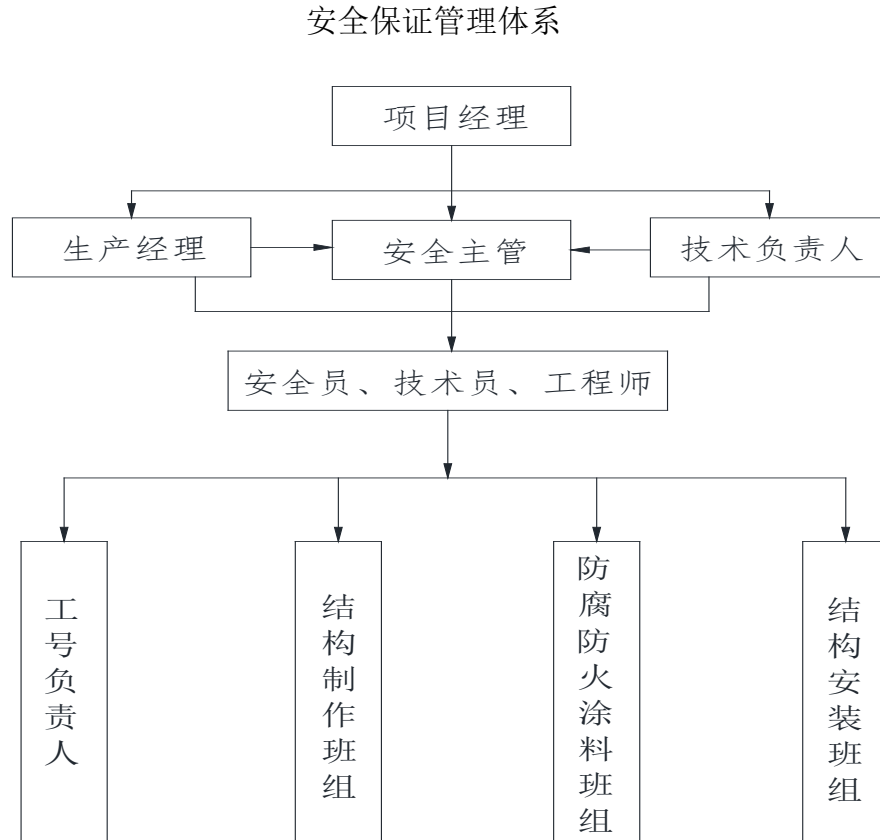 安全保证管理体系
项目经理
生产经理
安全主管
技术负责人
安全员、技术员、工程师
工号负责人
结构制作班组
防腐防火涂料班组
结构安装班组